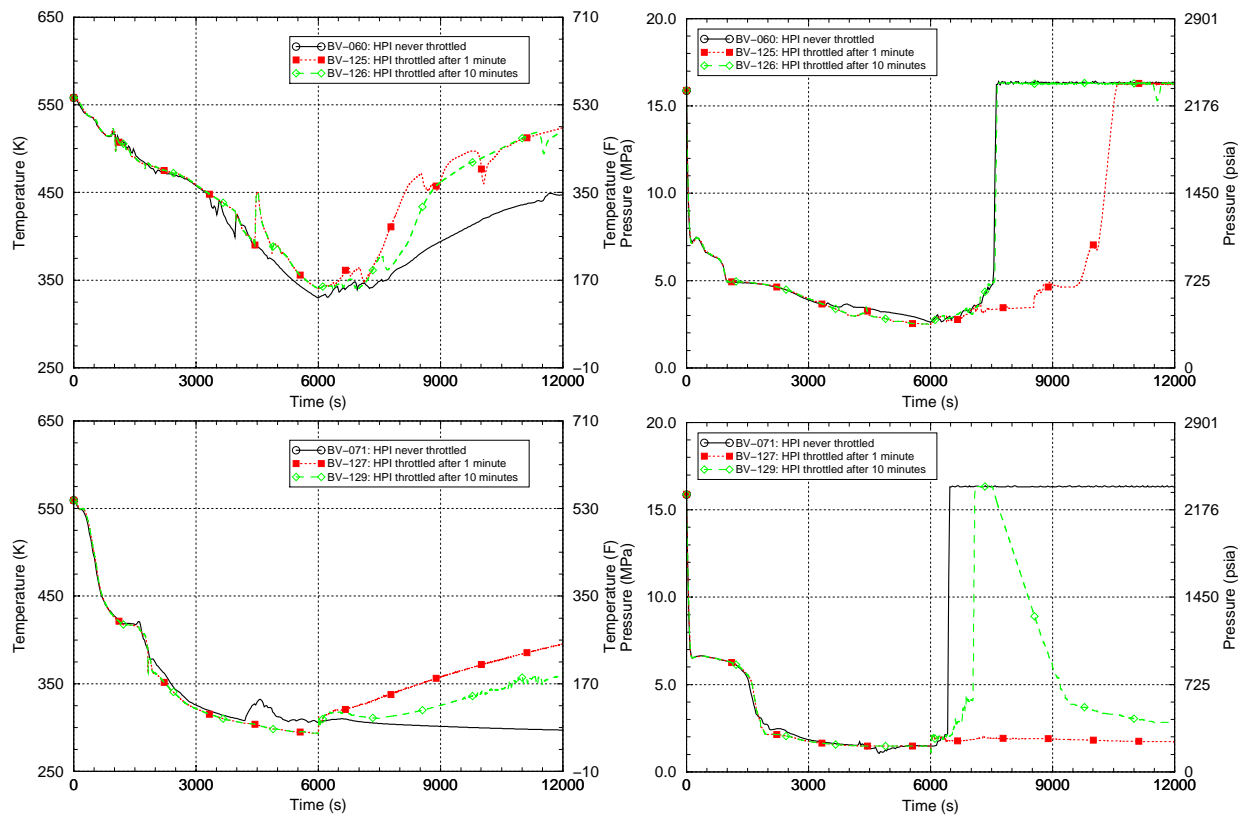 650
550
450
350
250
710
530
350
170
−10
0
3000
6000
9000
12000
Time (s)
Temperature (K)
Temperature (F)
BV−060: HPI never throttled
BV−125: HPI throttled after 1 minute
BV−126: HPI throttled after 10 minutes
20.0
15.0
10.0
5.0
0.0
2901
2176
1450
725
0
0
3000
6000
9000
12000
Time (s)
Pressure (MPa)
Pressure (psia)
BV−060: HPI never throttled
BV−125: HPI throttled after 1 minute
BV−126: HPI throttled after 10 minutes
650
550
450
350
250
710
530
350
170
−10
0
3000
6000
9000
12000
Time (s)
Temperature (K)
Temperature (F)
BV−071: HPI never throttled
BV−127: HPI throttled after 1 minute
BV−129: HPI throttled after 10 minutes
20.0
15.0
10.0
5.0
0.0
2901
2176
1450
725
0
0
3000
6000
9000
12000
Time (s)
Pressure (MPa)
Pressure (psia)
BV−071: HPI never throttled
BV−127: HPI throttled after 1 minute
BV−129: HPI throttled after 10 minutes